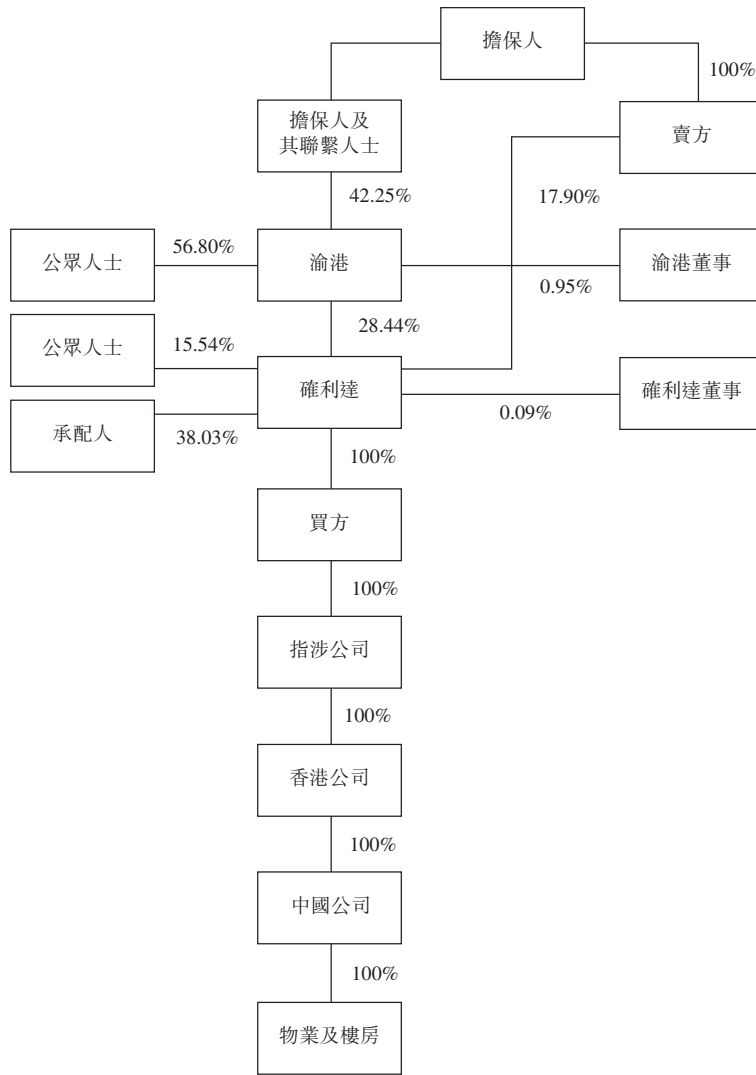 擔保人
100%
擔保人及
其聯繫人士
賣方
42.25%
17.90%
公眾人士
56.80%
渝港
0.95%
渝港董事
28.44%
公眾人士
15.54%
確利達
確利達董事
0.09%
承配人
38.03%
100%
買方
100%
指涉公司
100%
香港公司
100%
中國公司
100%
物業及樓房